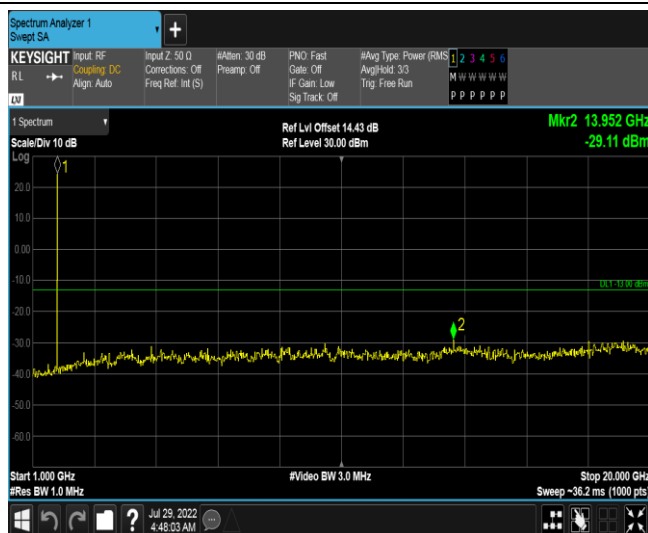 Spectrum Analyzer 1
Swept SA
+
KEYSIGHT
RL
LXI
Input: RF
Coupling: DC
Align: Auto
Input Z: 50 Ω
Corrections: Off
Freq Ref: Int (S)
#Atten: 30 dB
Preamp: Off
PNO: Fast
Gate: Off
IF Gain: Low
Sig Track: Off
#Avg Type: Power (RMS
Avg|Hold: 3/3
Trig: Free Run
1 2 3 4 5 6
M W W W W W
P P P P P P
1 Spectrum
Scale/Div 10 dB
Ref Lvl Offset 14.43 dB
Ref Level 30.00 dBm
Mkr2 13.952 GHz
-29.11 dBm
Log
1
20.0
10.0
0.00
-10.0
DL1 -13.00 dBm
-20.0
2
-30.0
-40.0
-50.0
-60.0
Start 1.000 GHz
#Video BW 3.0 MHz
Stop 20.000 GHz
#Res BW 1.0 MHz
Sweep ~36.2 ms (1000 pts)
?
Jul 29, 2022
4:48:03 AM